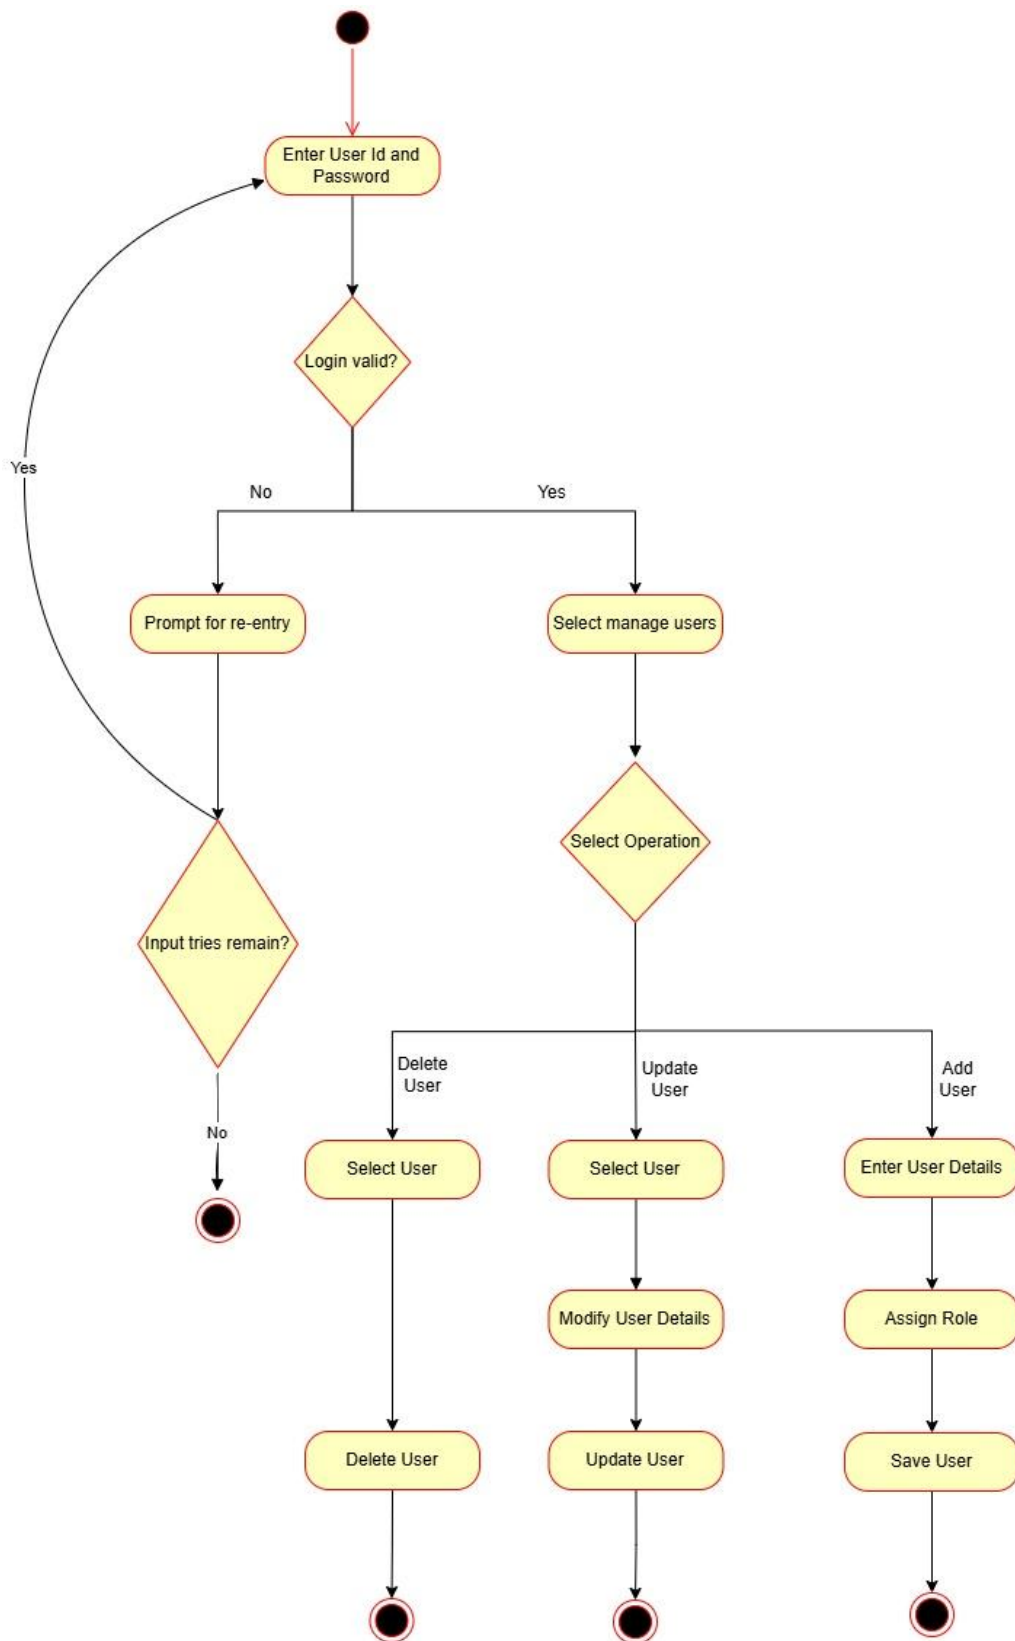 Enter User Id and
Password
Login valid?
Yes
No
Yes
Prompt for re-entry
Select manage users
Select Operation
Input tries remain?
Delete
User
Update
User
Add
User
No
Select User
Select User
Enter User Details
Modify User Details
Assign Role
Delete User
Update User
Save User